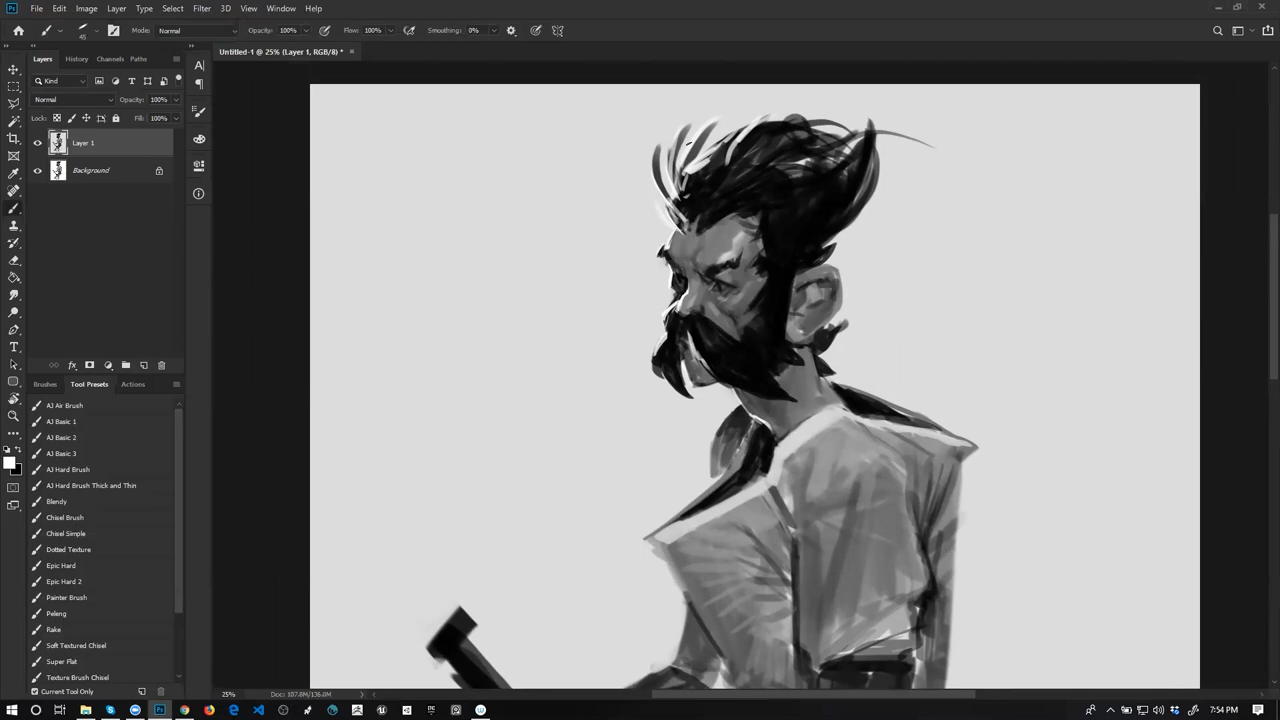 Ps File Edit Image Layer Type Select Filter 3D View Window Help
45 Mode: Normal Opacity: 100% Flow: 100% Smoothing: 0%
Untitled-1 @ 25% (Layer 1, RGB/8) *
Layers History Channels Paths
Kind
Normal Opacity: 100%
Lock: Fill: 100%
Layer 1
Background
Brushes Tool Presets Actions
AJ Air Brush
AJ Basic 1
AJ Basic 2
AJ Basic 3
AJ Hard Brush
AJ Hard Brush Thick and Thin
Blendy
Chisel Brush
Chisel Simple
Dotted Texture
Epic Hard
Epic Hard 2
Painter Brush
Peleng
Rake
Soft Textured Chisel
Super Flat
Texture Brush Chisel
Current Tool Only
25% Doc: 107.8M/136.0M
7:54 PM